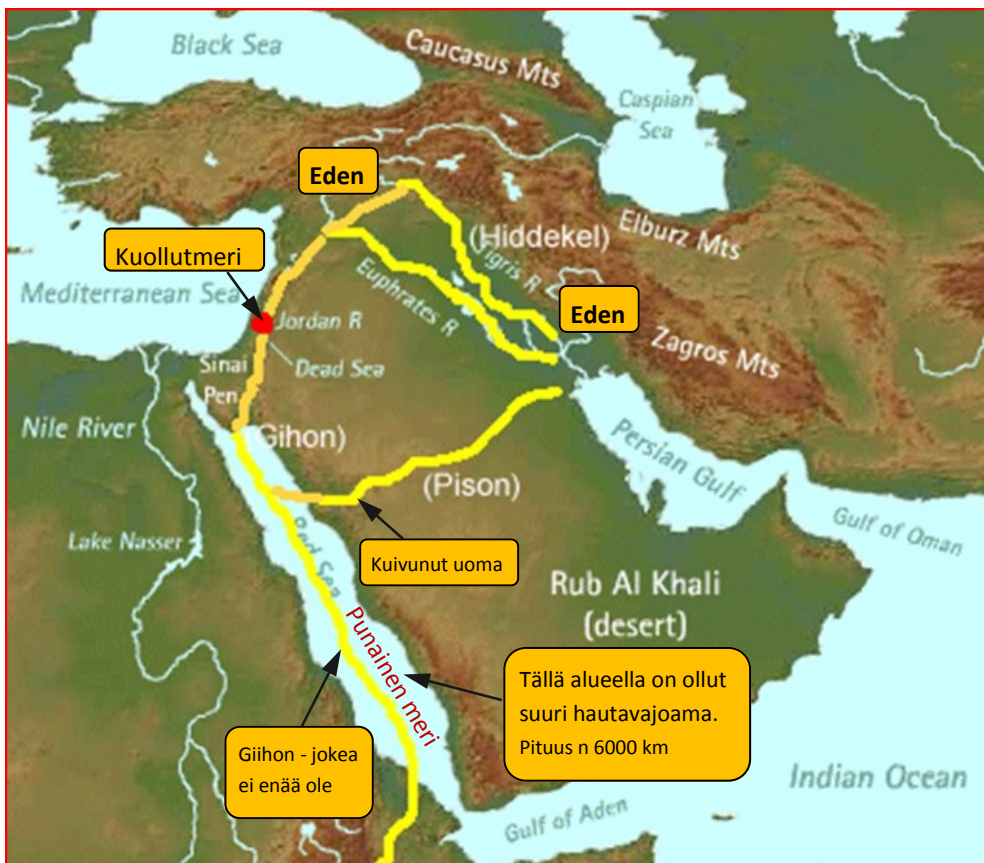 Black Sea
Caucasus Mts
Caspian
Sea
Eden
(Hiddekel)
Elburz Mts
Kuollutmeri
Tigris R
Mediterranean Sea
Euphrates R
Eden
Jordan R
Zagros Mts
Sinai
Pen
Dead Sea
Nile River
Gihon)
Persian Gulf
(Pison)
Gulf of Oman
Lake Nasser
Red Sea
Kuivunut uoma
Rub Al Khali
(desert)
Punainen meri
Tällä alueella on ollut
suuri hautavajoama.
Pituus n 6000 km
Giihon - jokea
ei enää ole
Indian Ocean
Gulf of Aden